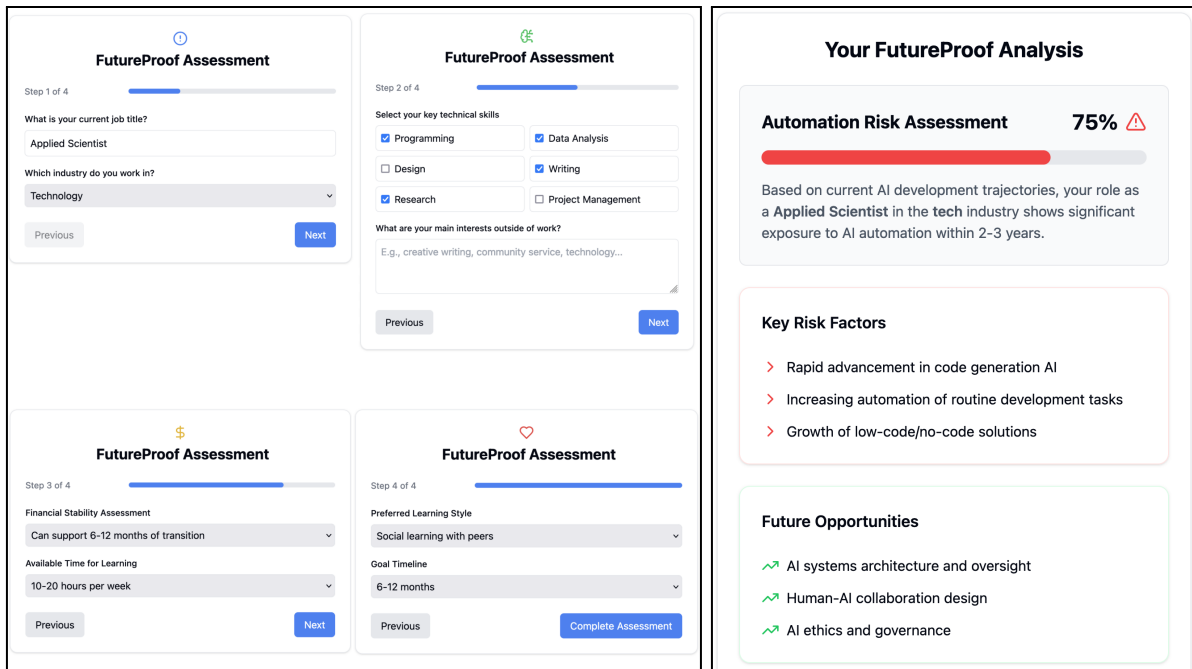 FutureProof Assessment
Step 1 of 4
What is your current job title?
Applied Scientist
Which industry do you work in?
Technology
Previous
Next
FutureProof Assessment
Step 2 of 4
Select your key technical skills
Programming
Data Analysis
Design
Writing
Research
Project Management
What are your main interests outside of work?
E.g., creative writing, community service, technology...
Previous
Next
FutureProof Assessment
Step 3 of 4
Financial Stability Assessment
Can support 6-12 months of transition
Available Time for Learning
10-20 hours per week
Previous
Next
FutureProof Assessment
Step 4 of 4
Preferred Learning Style
Social learning with peers
Goal Timeline
6-12 months
Previous
Complete Assessment
Your FutureProof Analysis
Automation Risk Assessment
75%
Based on current AI development trajectories, your role as
a Applied Scientist in the tech industry shows significant
exposure to AI automation within 2-3 years.
Key Risk Factors
Rapid advancement in code generation AI
Increasing automation of routine development tasks
Growth of low-code/no-code solutions
Future Opportunities
AI systems architecture and oversight
Human-AI collaboration design
AI ethics and governance